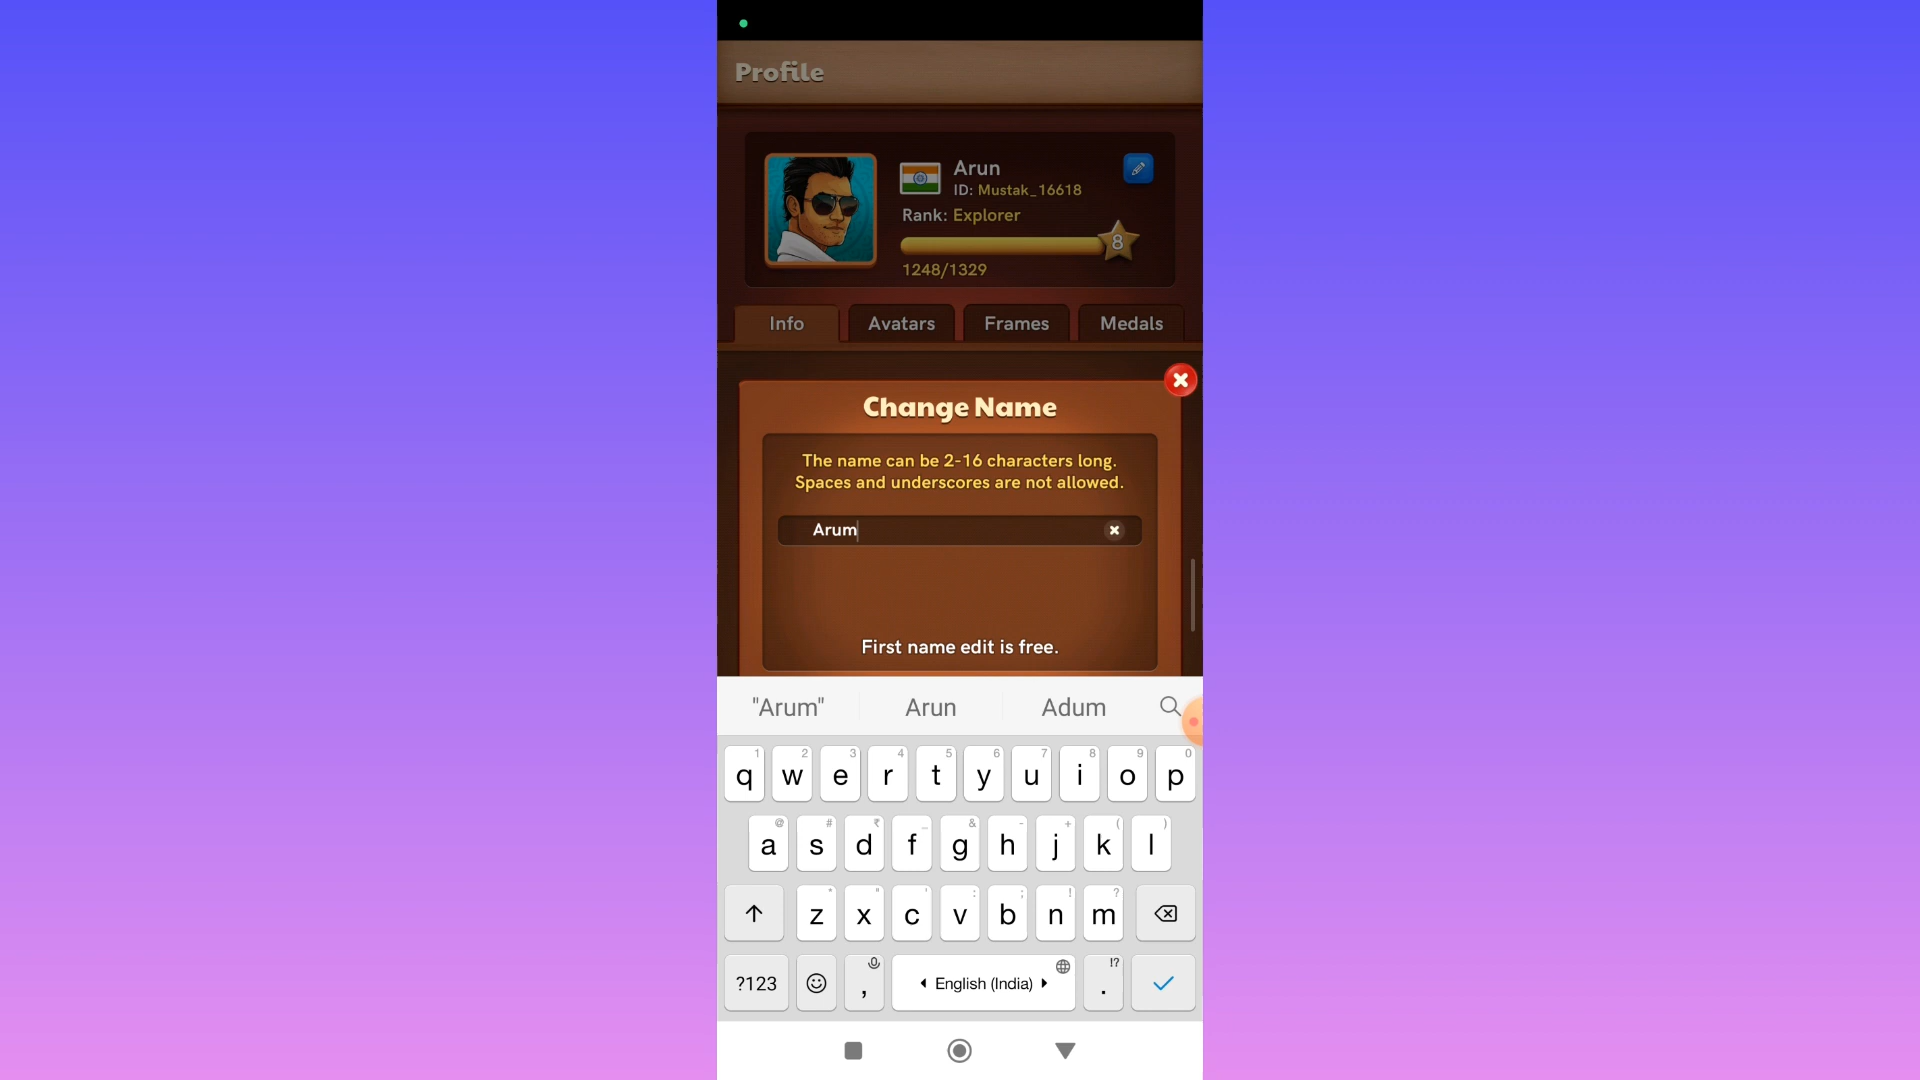 Profile
Arun
ID: Mustak_16618
Rank: Explorer
8
1248/1329
Info Avatars Frames Medals
Change Name
The name can be 2-16 characters long.
Spaces and underscores are not allowed.
Arum
First name edit is free.
"Arum" Arun Adum
1 2 3 4 5 6 7 8 9 0
q w e r t y u i o p
@ # ₹ _ & - + ( )
a s d f g h j k l
* " ' : ; ! ?
z x c v b n m
!?
?123 , English (India) .